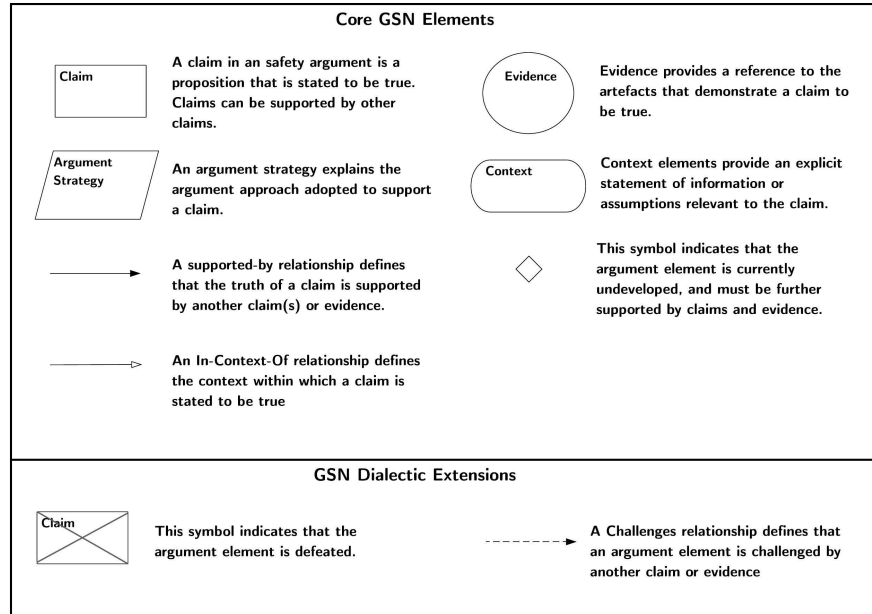 Core GSN Elements
Claim
A claim in an safety argument is a
proposition that is stated to be true.
Claims can be supported by other
claims.
Evidence
Evidence provides a reference to the
artefacts that demonstrate a claim to
be true.
Argument
Strategy
An argument strategy explains the
argument approach adopted to support
a claim.
Context
Context elements provide an explicit
statement of information or
assumptions relevant to the claim.
A supported-by relationship defines
that the truth of a claim is supported
by another claim(s) or evidence.
This symbol indicates that the
argument element is currently
undeveloped, and must be further
supported by claims and evidence.
An In-Context-Of relationship defines
the context within which a claim is
stated to be true
GSN Dialectic Extensions
Claim
This symbol indicates that the
argument element is defeated.
A Challenges relationship defines that
an argument element is challenged by
another claim or evidence